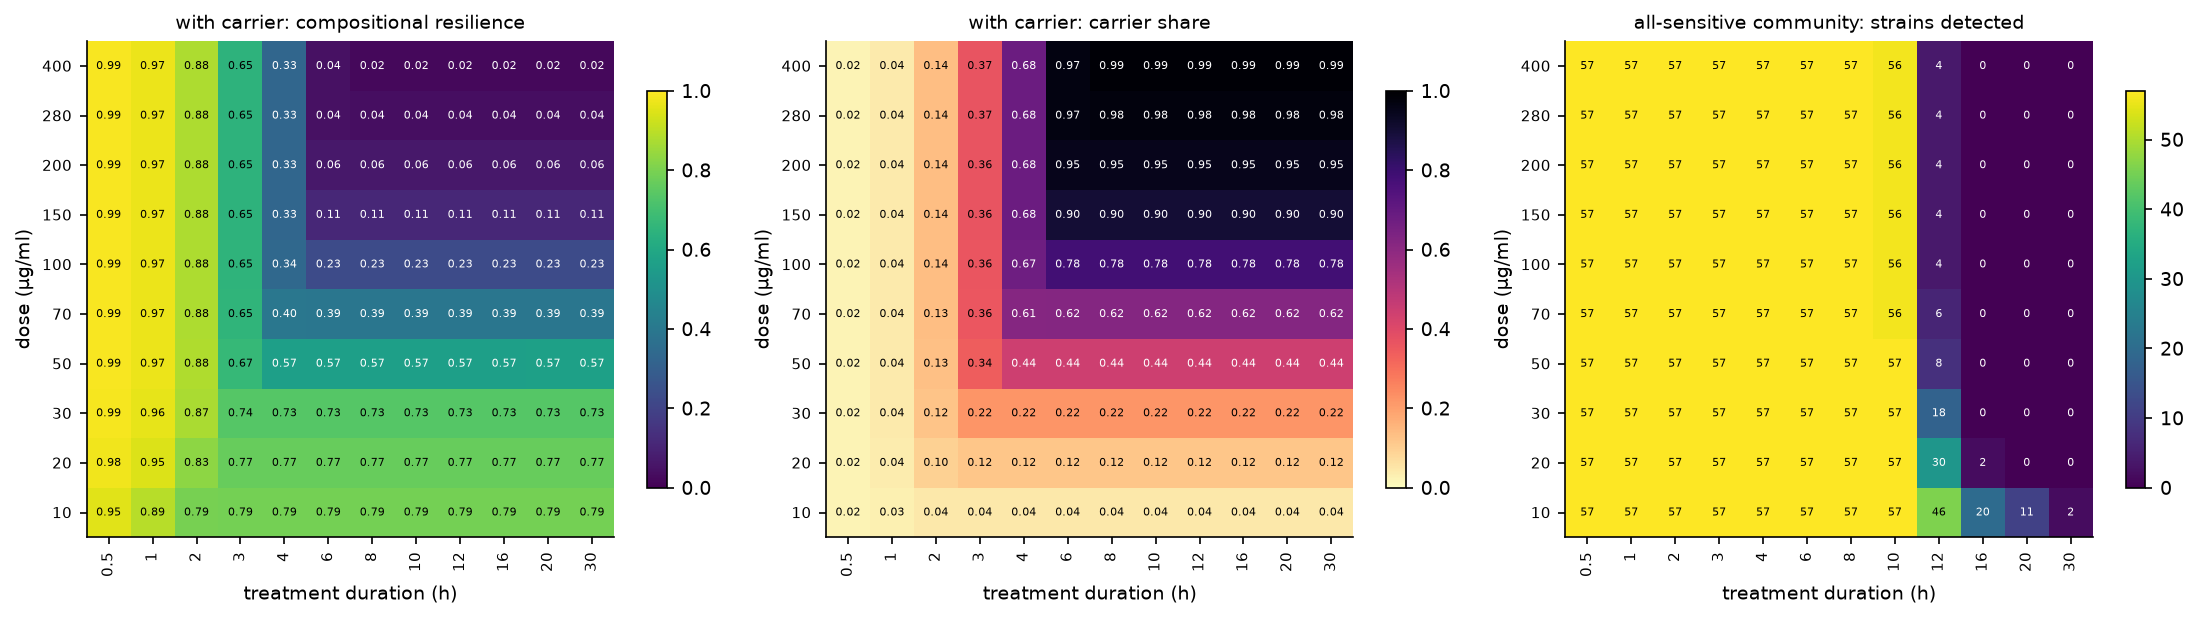 with carrier: compositional resilience
dose (µg/ml)
400 0.99 0.97 0.88 0.65 0.33 0.04 0.02 0.02 0.02 0.02 0.02 0.02
280 0.99 0.97 0.88 0.65 0.33 0.04 0.04 0.04 0.04 0.04 0.04 0.04
200 0.99 0.97 0.88 0.65 0.33 0.06 0.06 0.06 0.06 0.06 0.06 0.06
150 0.99 0.97 0.88 0.65 0.33 0.11 0.11 0.11 0.11 0.11 0.11 0.11
100 0.99 0.97 0.88 0.65 0.34 0.23 0.23 0.23 0.23 0.23 0.23 0.23
70 0.99 0.97 0.88 0.65 0.40 0.39 0.39 0.39 0.39 0.39 0.39 0.39
50 0.99 0.97 0.88 0.67 0.57 0.57 0.57 0.57 0.57 0.57 0.57 0.57
30 0.99 0.96 0.87 0.74 0.73 0.73 0.73 0.73 0.73 0.73 0.73 0.73
20 0.98 0.95 0.83 0.77 0.77 0.77 0.77 0.77 0.77 0.77 0.77 0.77
10 0.95 0.89 0.79 0.79 0.79 0.79 0.79 0.79 0.79 0.79 0.79 0.79
0.5 1 2 3 4 6 8 10 12 16 20 30
treatment duration (h)
1.0
0.8
0.6
0.4
0.2
0.0
with carrier: carrier share
dose (µg/ml)
400 0.02 0.04 0.14 0.37 0.68 0.97 0.99 0.99 0.99 0.99 0.99 0.99
280 0.02 0.04 0.14 0.37 0.68 0.97 0.98 0.98 0.98 0.98 0.98 0.98
200 0.02 0.04 0.14 0.36 0.68 0.95 0.95 0.95 0.95 0.95 0.95 0.95
150 0.02 0.04 0.14 0.36 0.68 0.90 0.90 0.90 0.90 0.90 0.90 0.90
100 0.02 0.04 0.14 0.36 0.67 0.78 0.78 0.78 0.78 0.78 0.78 0.78
70 0.02 0.04 0.13 0.36 0.61 0.62 0.62 0.62 0.62 0.62 0.62 0.62
50 0.02 0.04 0.13 0.34 0.44 0.44 0.44 0.44 0.44 0.44 0.44 0.44
30 0.02 0.04 0.12 0.22 0.22 0.22 0.22 0.22 0.22 0.22 0.22 0.22
20 0.02 0.04 0.10 0.12 0.12 0.12 0.12 0.12 0.12 0.12 0.12 0.12
10 0.02 0.03 0.04 0.04 0.04 0.04 0.04 0.04 0.04 0.04 0.04 0.04
0.5 1 2 3 4 6 8 10 12 16 20 30
treatment duration (h)
1.0
0.8
0.6
0.4
0.2
0.0
all-sensitive community: strains detected
dose (µg/ml)
400 57 57 57 57 57 57 57 56 4 0 0 0
280 57 57 57 57 57 57 57 56 4 0 0 0
200 57 57 57 57 57 57 57 56 4 0 0 0
150 57 57 57 57 57 57 57 56 4 0 0 0
100 57 57 57 57 57 57 57 56 4 0 0 0
70 57 57 57 57 57 57 57 56 6 0 0 0
50 57 57 57 57 57 57 57 57 8 0 0 0
30 57 57 57 57 57 57 57 57 18 0 0 0
20 57 57 57 57 57 57 57 57 30 2 0 0
10 57 57 57 57 57 57 57 57 46 20 11 2
0.5 1 2 3 4 6 8 10 12 16 20 30
treatment duration (h)
50
40
30
20
10
0